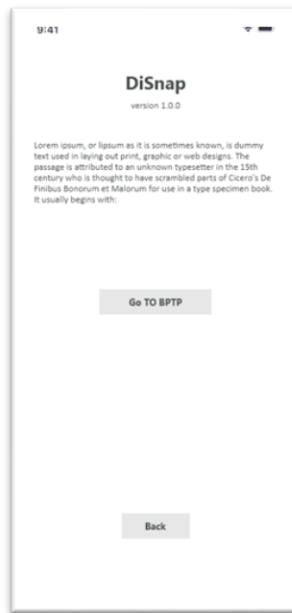 9:41
DiSnap
version 1.0.0
Lorem ipsum, or lipsum as it is sometimes known, is dummy
text used in laying out print, graphic or web designs. The
passage is attributed to an unknown typesetter in the 15th
century who is thought to have scrambled parts of Cicero's De
Finibus Bonorum et Malorum for use in a type specimen book.
It usually begins with:
Go TO BPTP
Back